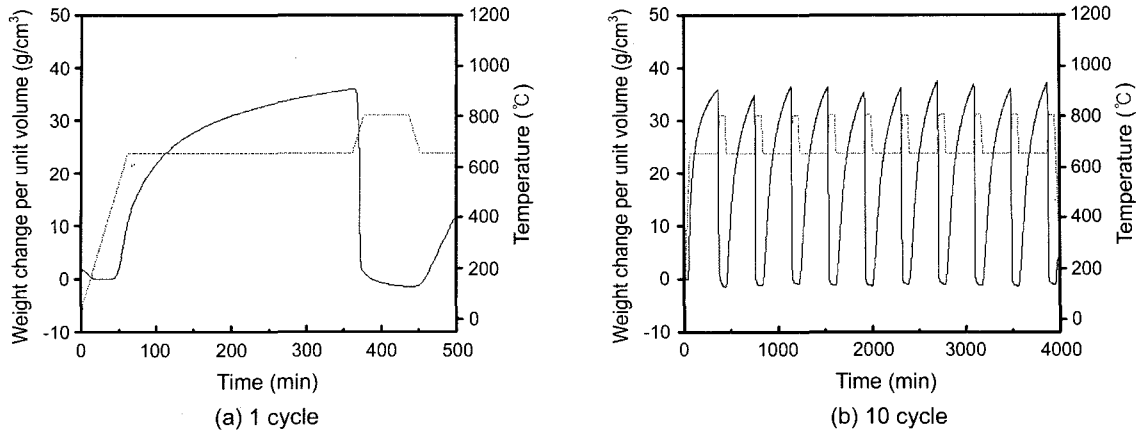 Weight change per unit volume (g/cm³)
50
40
30
20
10
0
-10
1200
1000
800
600
400
200
0
Temperature (℃)
0 100 200 300 400 500
Time (min)
(a) 1 cycle
Weight change per unit volume (g/cm³)
50
40
30
20
10
0
-10
1200
1000
800
600
400
200
0
Temperature (℃)
0 1000 2000 3000 4000
Time (min)
(b) 10 cycle